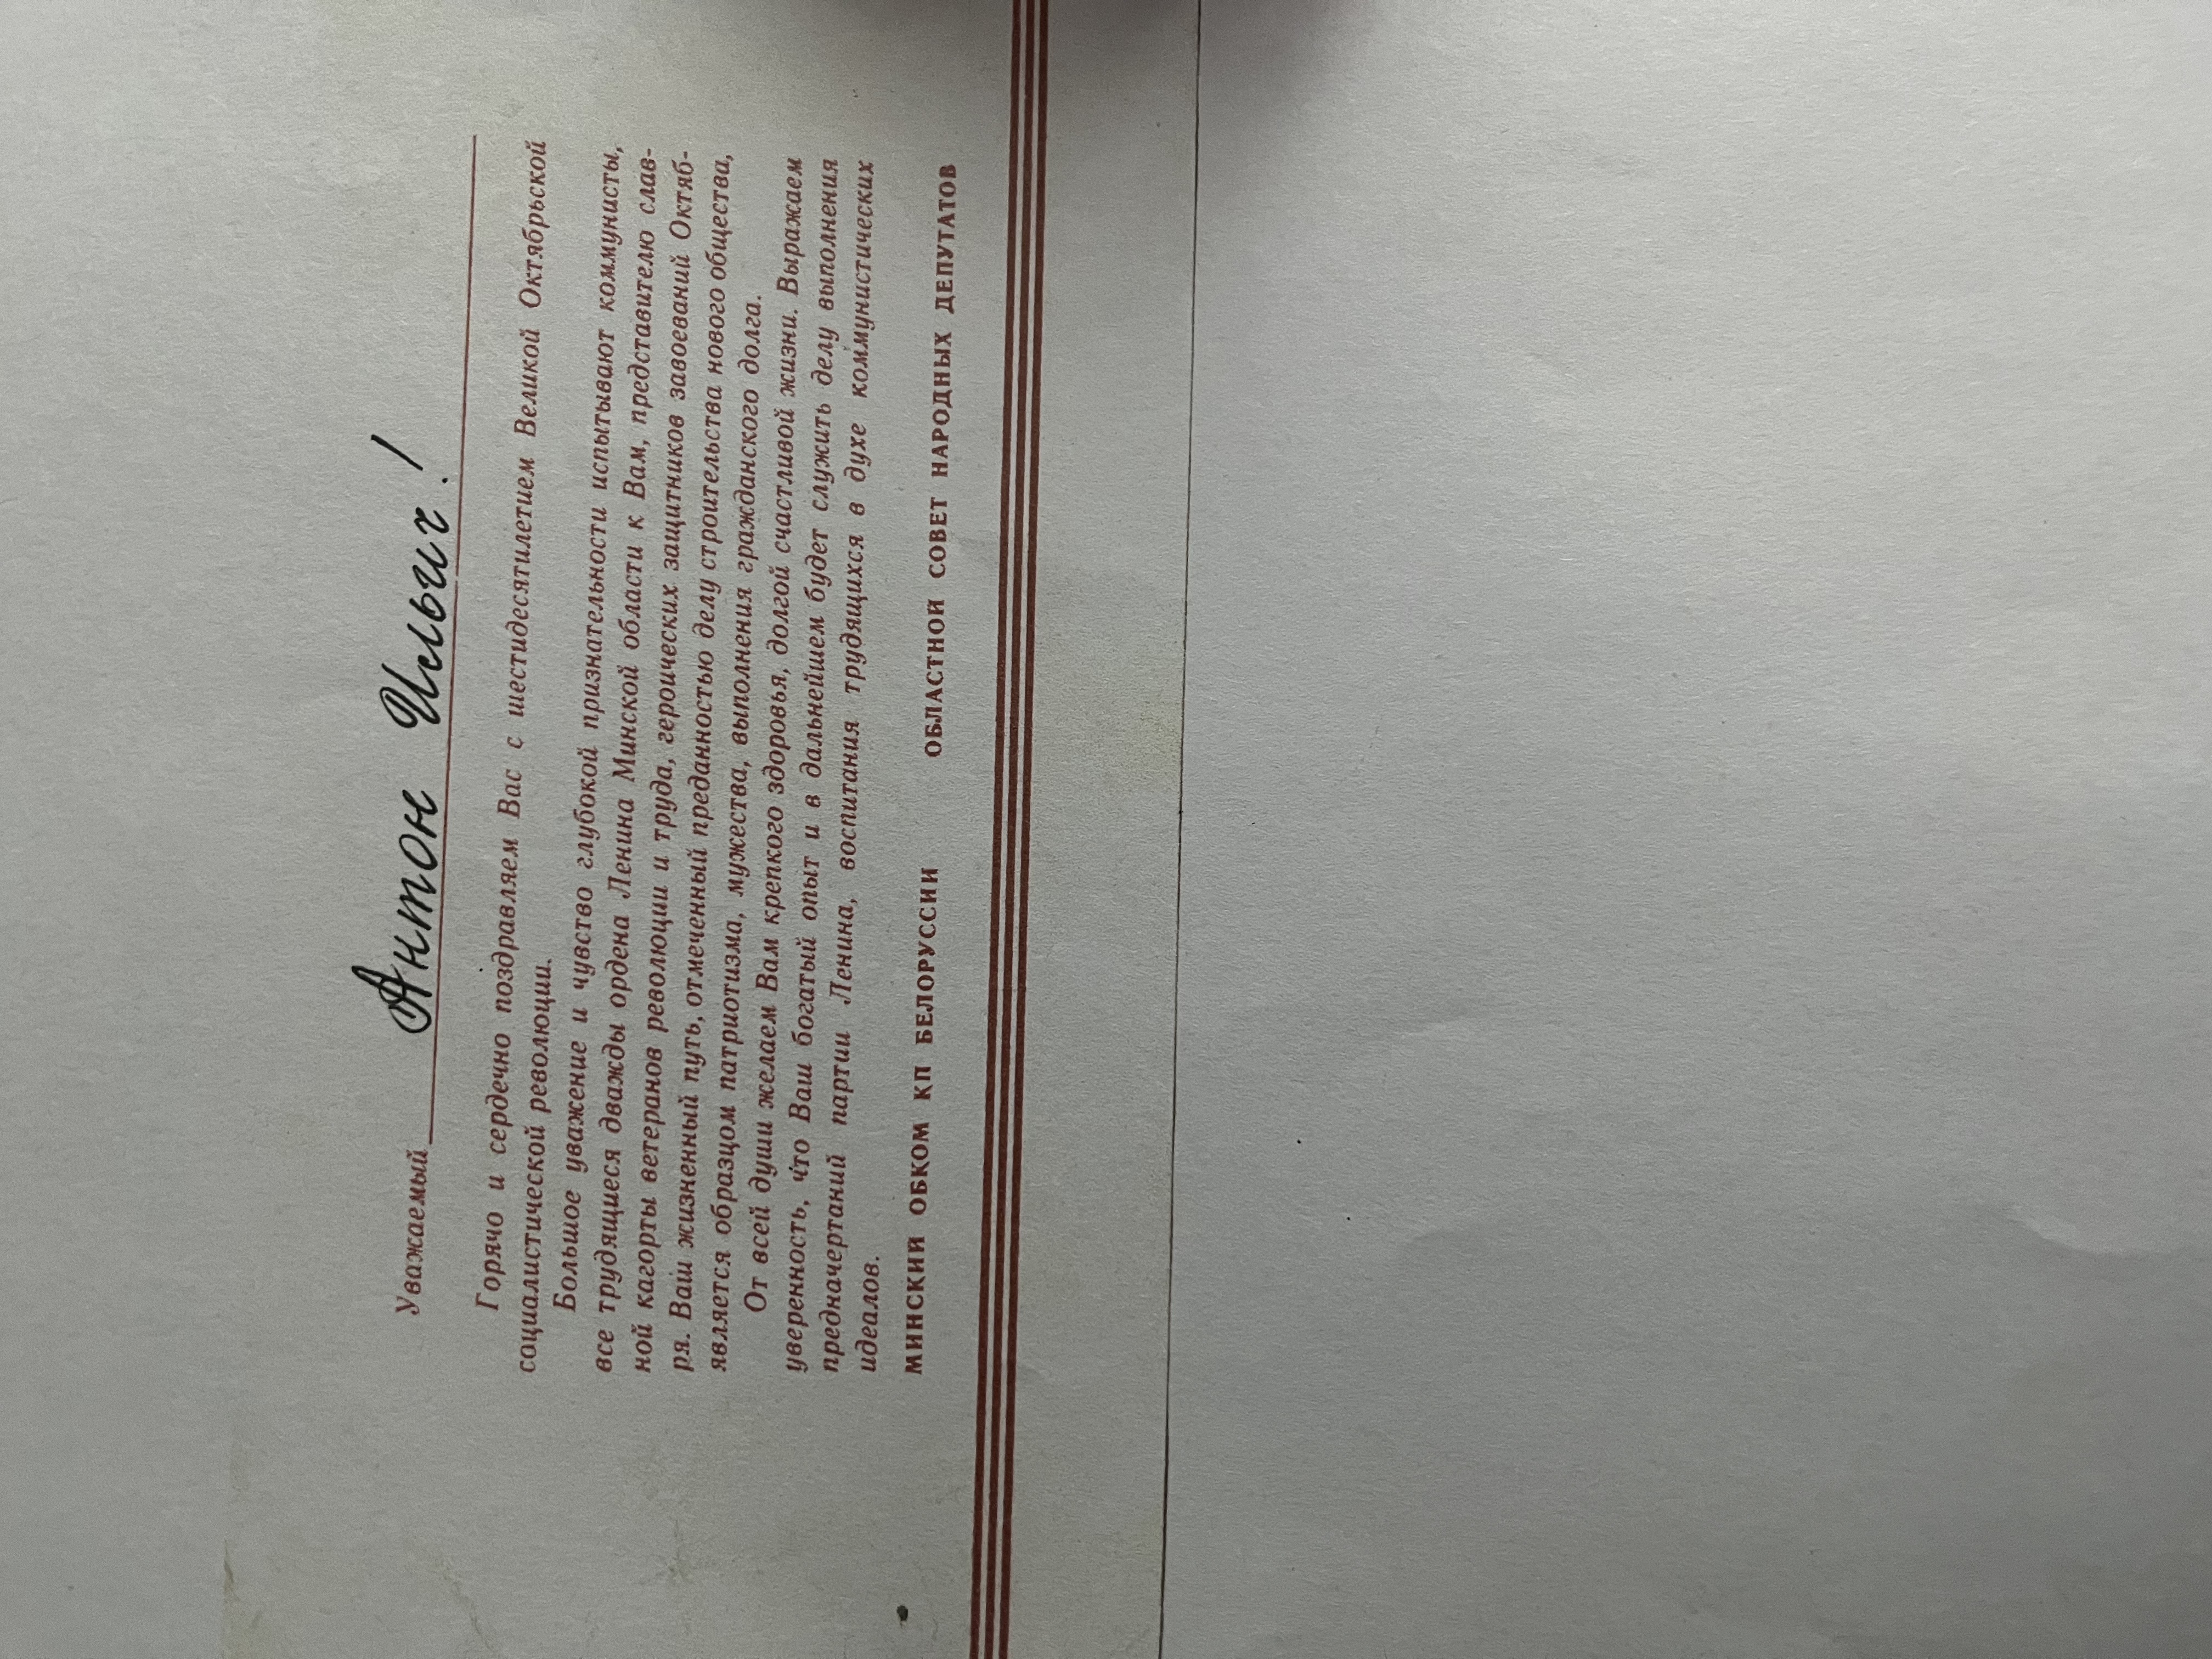 Уважаемый Антон Ильич!
Горячо и сердечно поздравляем Вас с шестидесятилетием Великой Октябрьской
социалистической революции.
Большое уважение и чувство глубокой признательности испытывают коммунисты,
все трудящиеся дважды ордена Ленина Минской области к Вам, представителю слав-
ной кагорты ветеранов революции и труда, героических защитников завоеваний Октяб-
ря. Ваш жизненный путь, отмеченный преданностью делу строительства нового общества,
является образцом патриотизма, мужества, выполнения гражданского долга.
От всей души желаем Вам крепкого здоровья, долгой счастливой жизни. Выражаем
уверенность, что Ваш богатый опыт и в дальнейшем будет служить делу выполнения
предначертаний партии Ленина, воспитания трудящихся в духе коммунистических
идеалов.
МИНСКИЙ ОБКОМ КП БЕЛОРУССИИ ОБЛАСТНОЙ СОВЕТ НАРОДНЫХ ДЕПУТАТОВ